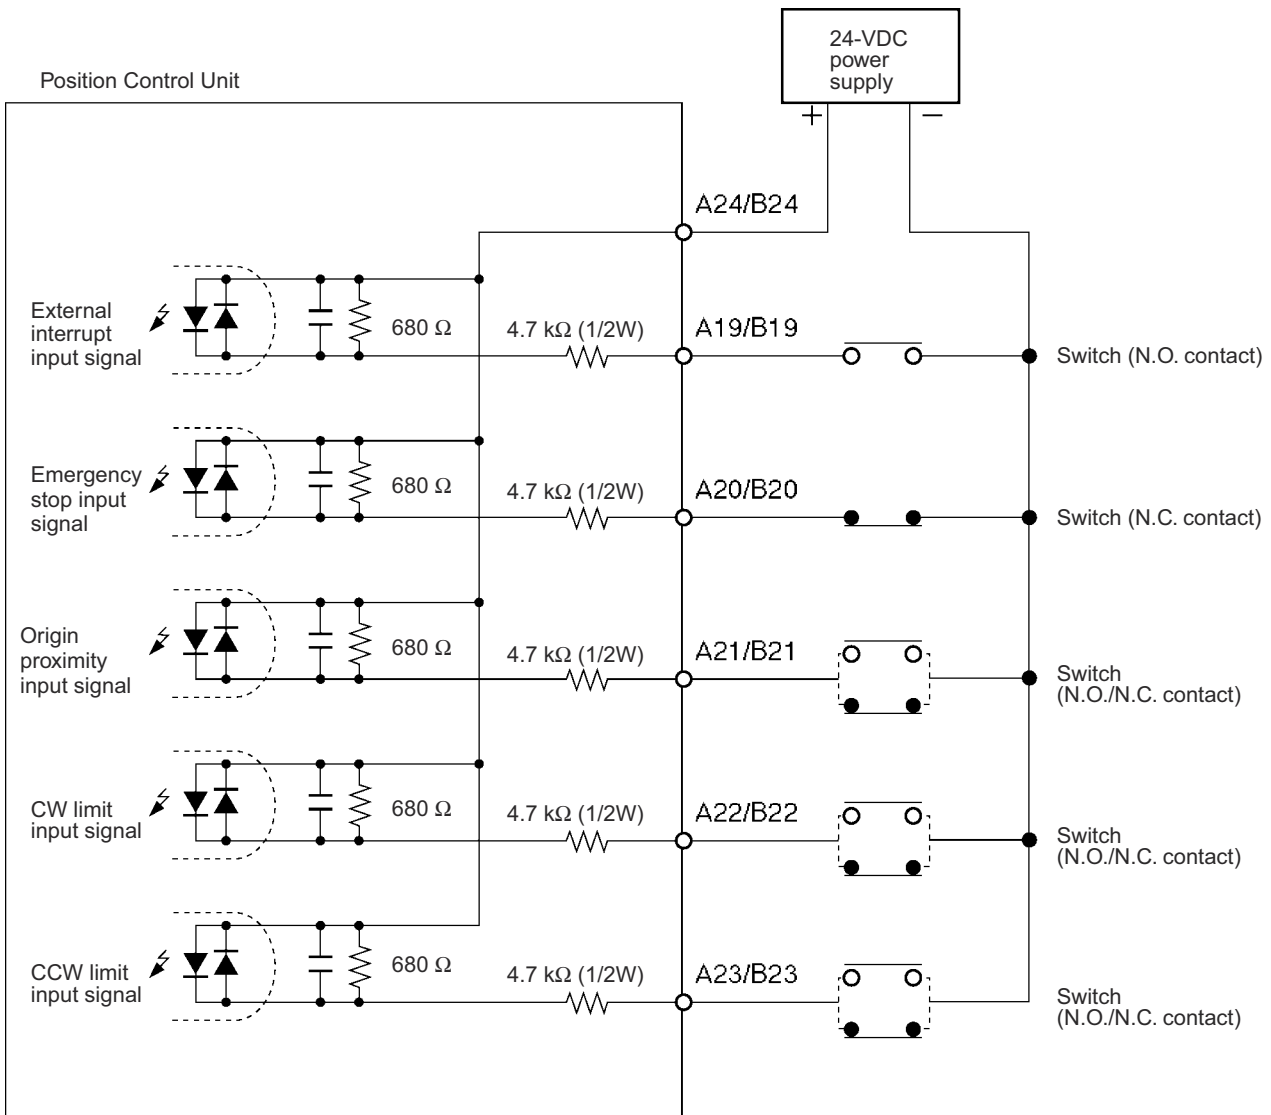 24-VDC
power
supply
Position Control Unit
+
−
A24/B24
External
interrupt
input signal
680 Ω
4.7 kΩ (1/2W)
A19/B19
Switch (N.O. contact)
Emergency
stop input
signal
680 Ω
4.7 kΩ (1/2W)
A20/B20
Switch (N.C. contact)
Origin
proximity
input signal
680 Ω
4.7 kΩ (1/2W)
A21/B21
Switch
(N.O./N.C. contact)
CW limit
input signal
680 Ω
4.7 kΩ (1/2W)
A22/B22
Switch
(N.O./N.C. contact)
CCW limit
input signal
680 Ω
4.7 kΩ (1/2W)
A23/B23
Switch
(N.O./N.C. contact)